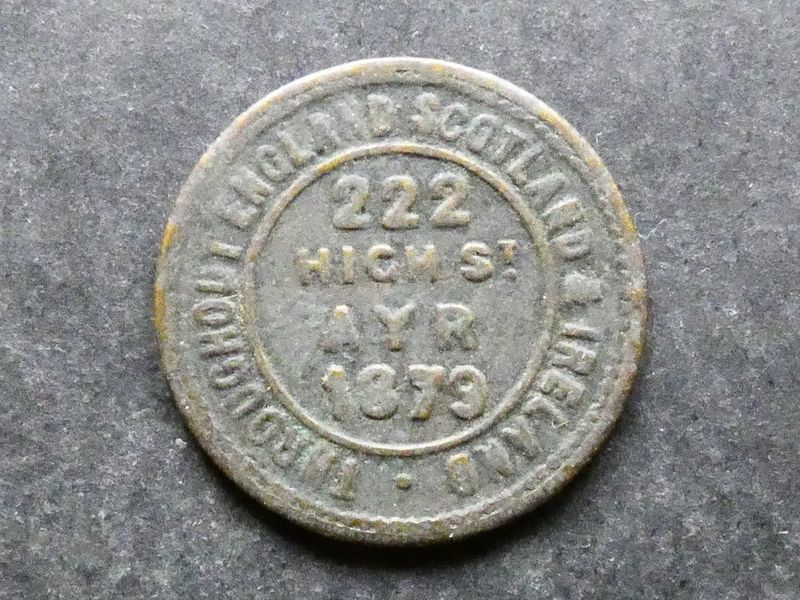 THROUGHOUT ENGLAND SCOTLAND & IRELAND ·
222
HIGH ST
AYR
1879